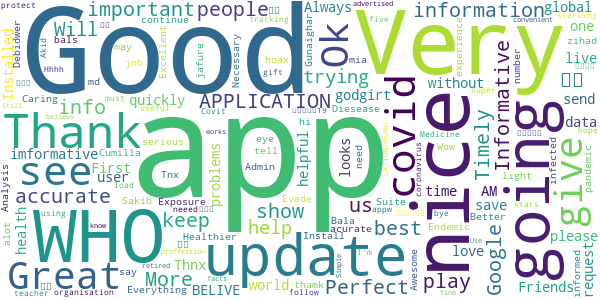 Good
Very
app
nice
going
WHO
update
Thank
Great
see
covid
give
Ok
us
important
people
information
Always
Will
Installed
continue
may
job
Excellent
jafure
Necessary
hoax
gift
Gunaighar
mia
trying
APPLICATION
godgirt
Diesease
quickly
info
Caring
bals
md
Akid
Debidwer
tracking
protect
advertised
five
experience
convenient
starting
zihad
global
one
live
without
number
super
send
data
hope
Informative
Timely
imformative
Cumilla
First
user
load
accurate
health
Analysis
alot
using
serious
Tnx
Sakib
Exposure
problems
eye
tell
Admin
Evade
hi
helpful
looks
need
works
show
keep
help
best
Suite
Bala
acurate
Covit
useful
must
believe
Still
Hhhh
More
Thnx
world
thank
BELIVE
Everything
Healthier
Install
follow
Perfect
Endemic
time
AM
play
love
save
Better
Google
Friends
please
request
pandemic
infected
light
Wow
Medicine
coronavirus
bye
appw
Awesome
I'm
Simple
facts
retired
proffession
organisation
teacher
say
know
fine
Use
stars
informed